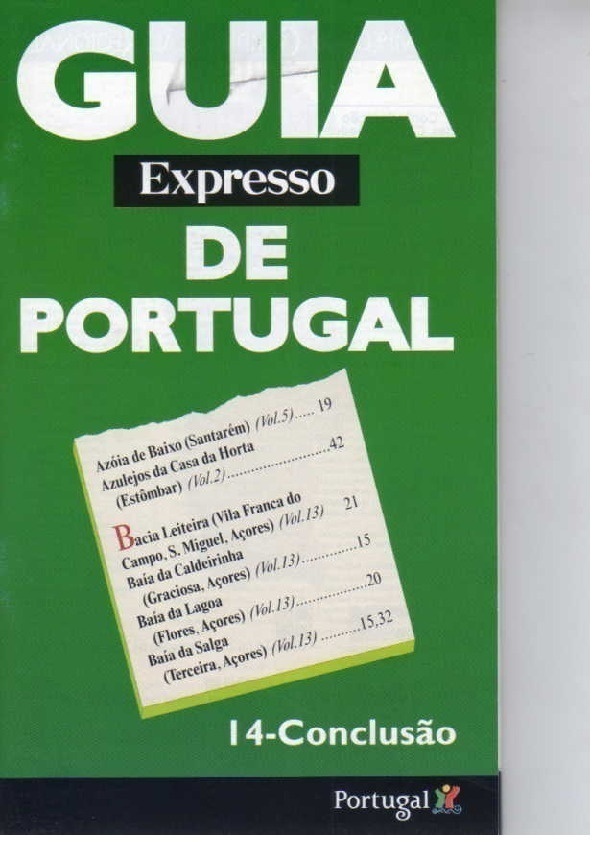 GUIA
Expresso
DE
PORTUGAL
Azóia de Baixo (Santarém) (Vol.5)..... 19
Azulejos da Casa da Horta
(Estômbar) (Vol.2)........................42
Bacia Leiteira (Vila Franca do
Campo, S. Miguel, Açores) (Vol.13) 21
Baía da Caldeirinha
(Graciosa, Açores) (Vol.13).............15
Baía da Lagoa
(Flores, Açores) (Vol.13)..................20
Baía da Salga
(Terceira, Açores) (Vol.13) .........15,32
14-Conclusão
Portugal